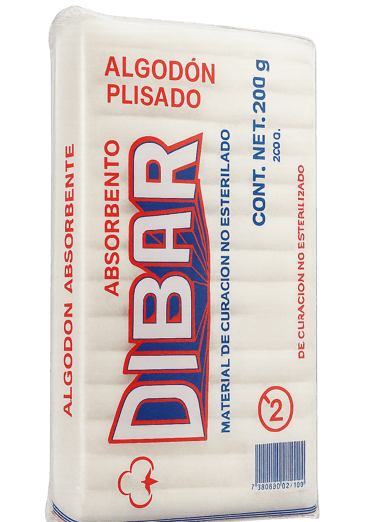 ALGODÓN
PLISADO
ALGODON ABSORBENTE
ABSORBENTO
DIBAR
MATERIAL DE CURACION NO ESTERILADO
CONT. NET. 200 g
200 G.
DE CURACION NO ESTERILIZADO
2